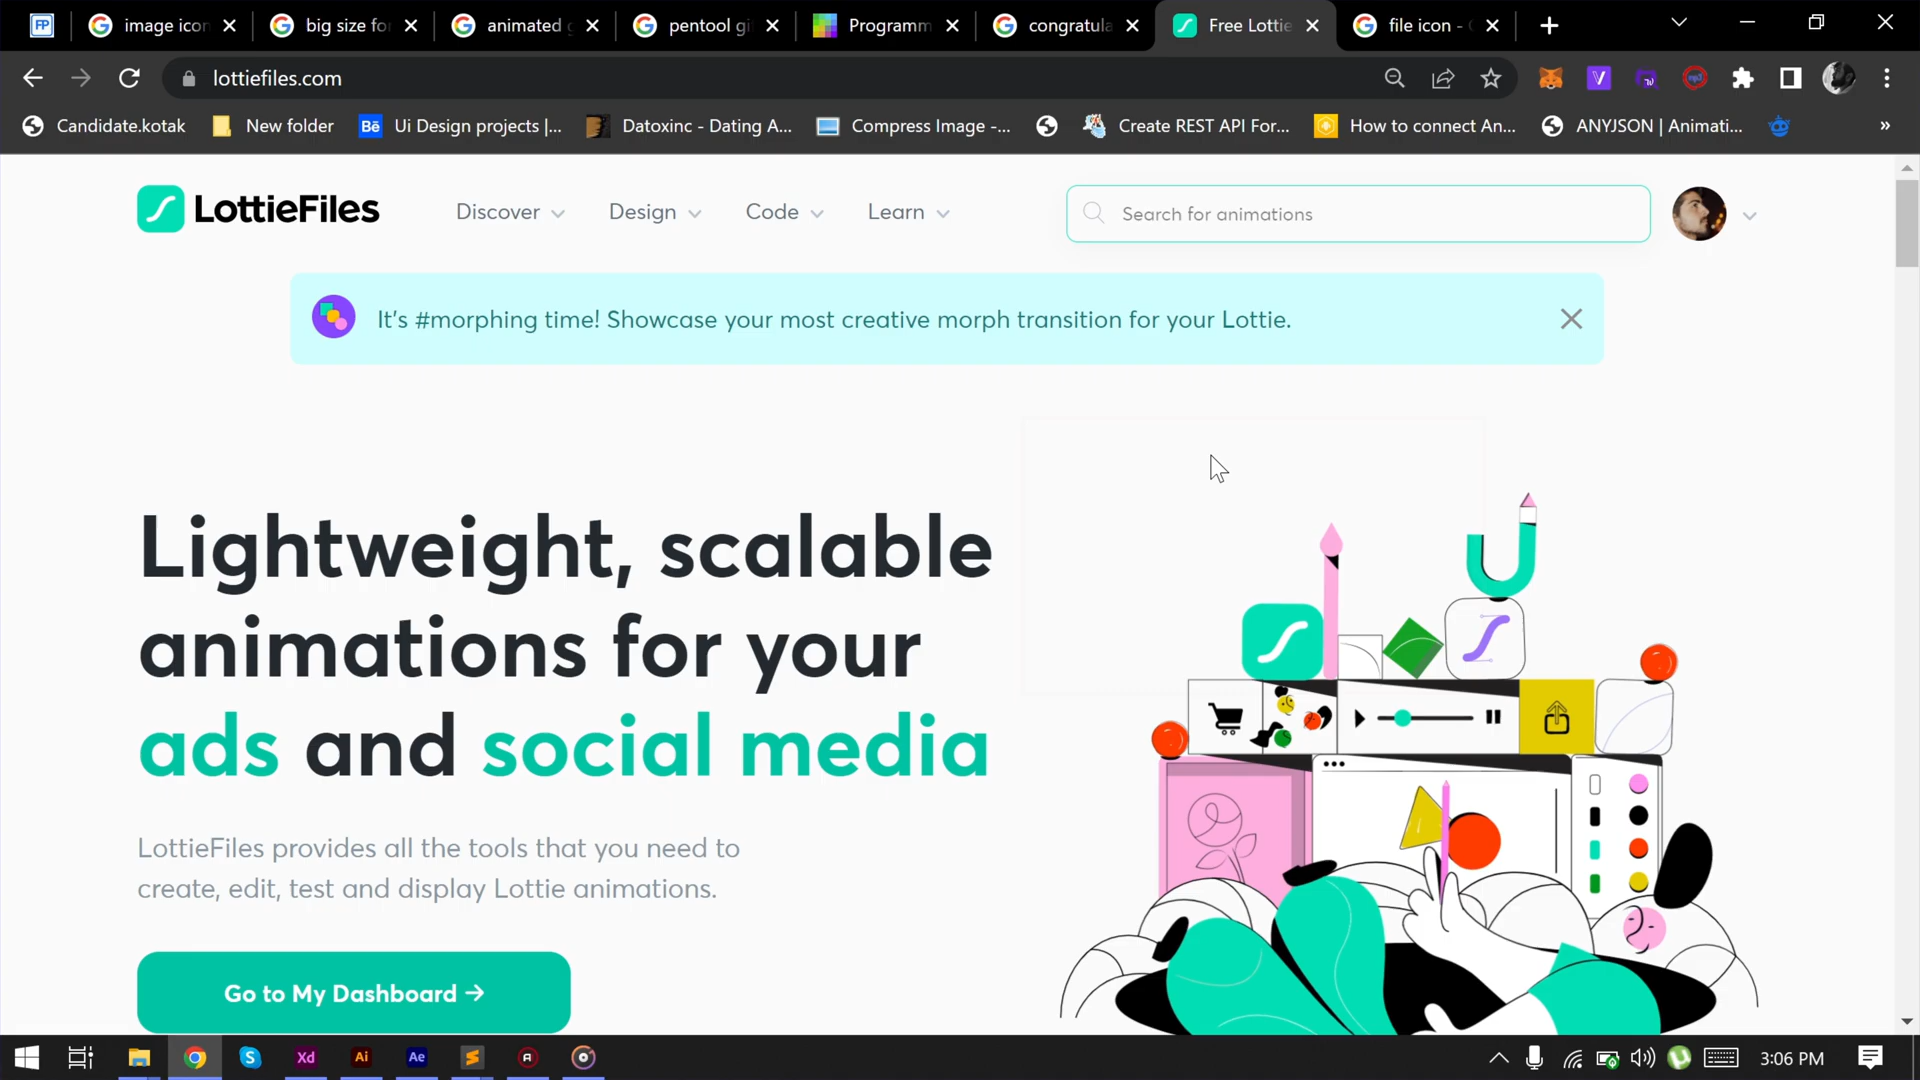 image icon
big size for
animated g
pentool gi
Programm
congratula
Free Lottie
file icon - G
lottiefiles.com
Candidate.kotak
New folder
Bē Ui Design projects |...
Datoxinc - Dating A...
Compress Image -...
Create REST API For...
How to connect An...
ANYJSON | Animati...
»
LottieFiles
Discover
Design
Code
Learn
Search for animations
It's #morphing time! Showcase your most creative morph transition for your Lottie.
Lightweight, scalable
animations for your
ads and social media
LottieFiles provides all the tools that you need to
create, edit, test and display Lottie animations.
Go to My Dashboard →
Xd
Ai
Ae
3:06 PM